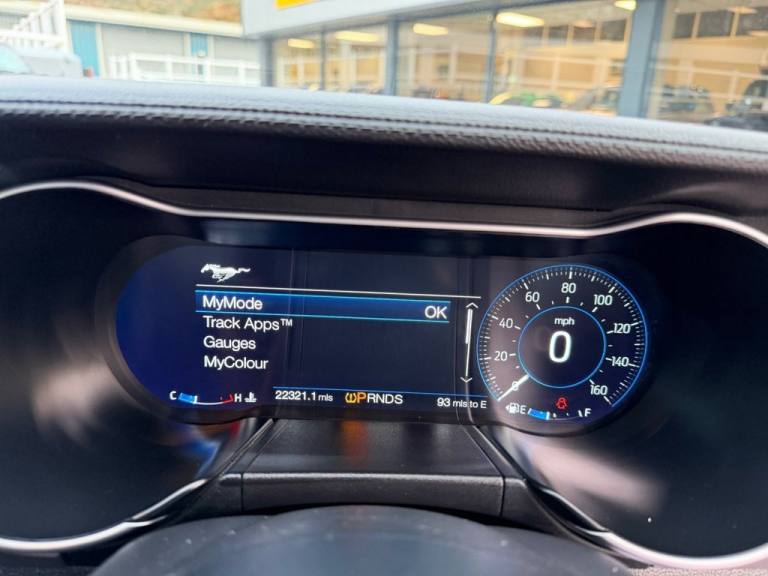 MyMode
OK
Track Apps™
Gauges
MyColour
C H
22321.1 mls
PRNDS
93 mls to E
mph
0
0
20
40
60
80
100
120
140
160
E F